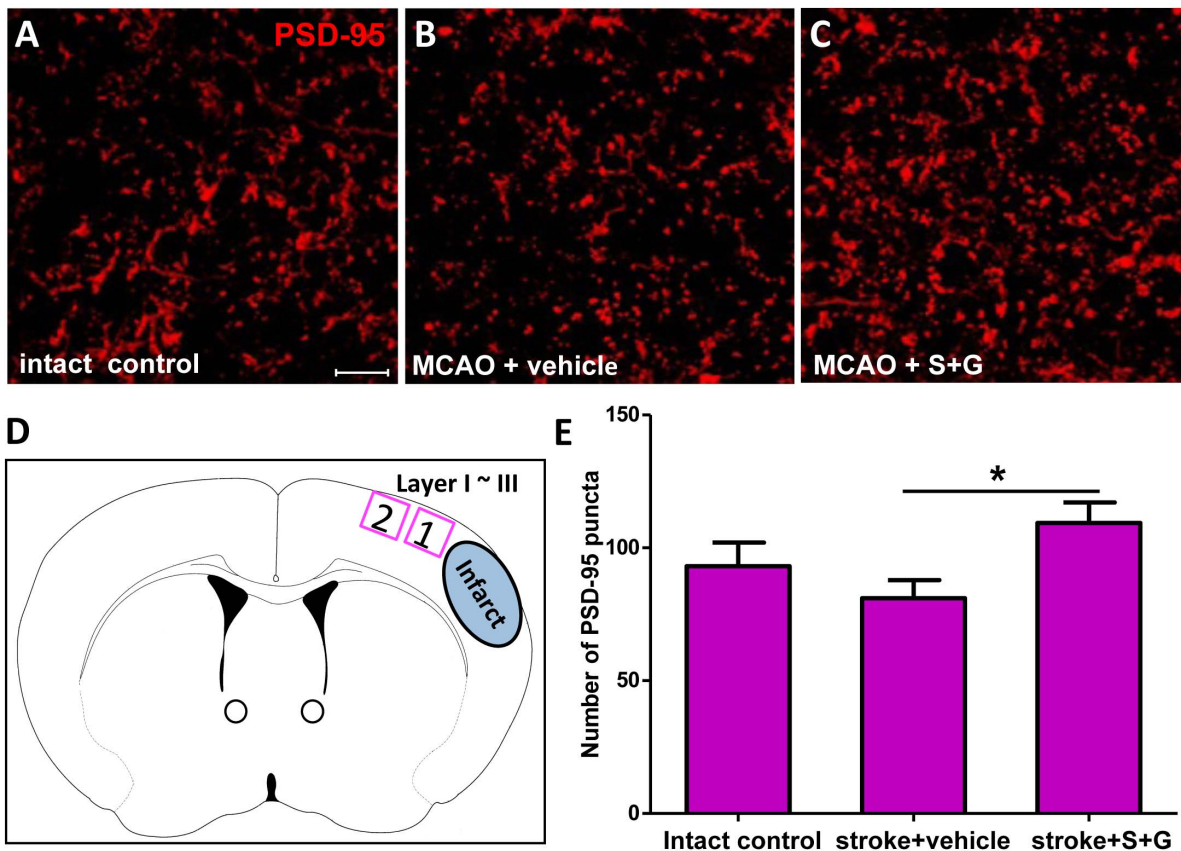 A
PSD-95
intact control
B
MCAO + vehicle
C
MCAO + S+G
D
Layer I ~ III
2
1
Infarct
E
Number of PSD-95 puncta
150
100
50
0
*
Intact control
stroke+vehicle
stroke+S+G